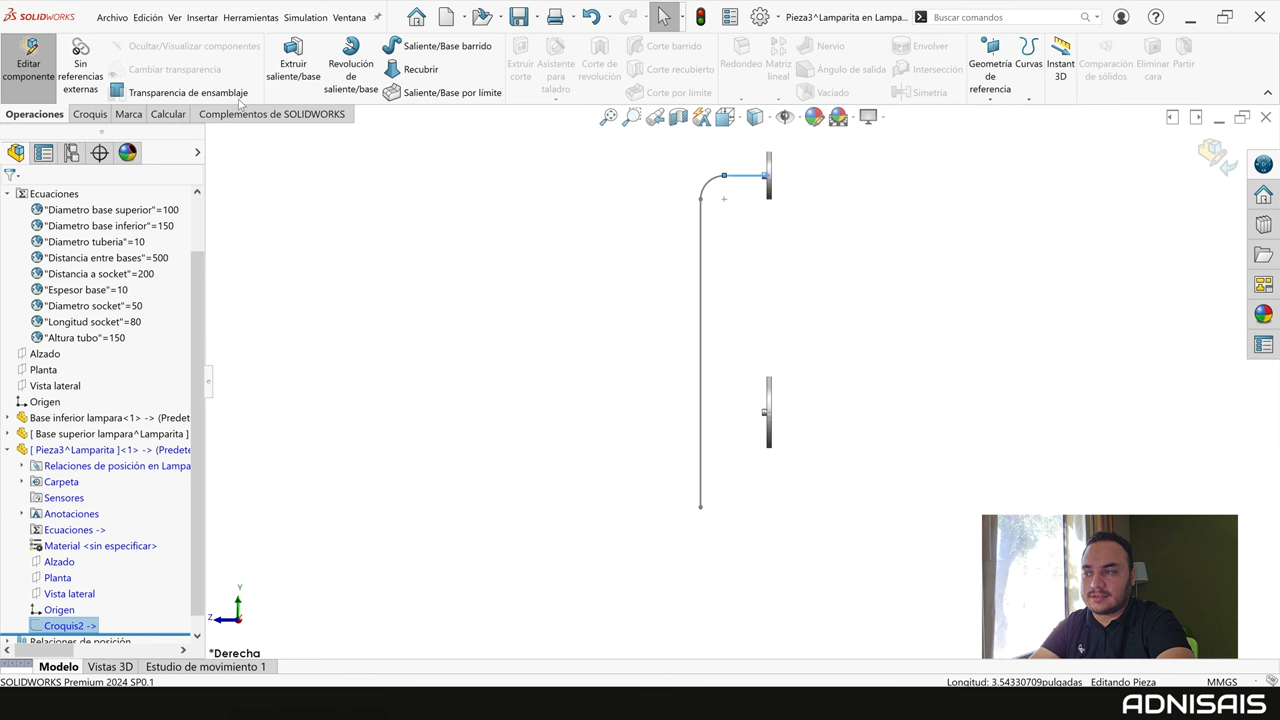 SOLIDWORKS
Archivo Edición Ver Insertar Herramientas Simulation Ventana
Pieza3^Lamparita en Lampa...
Buscar comandos
Editar componente
Sin referencias externas
Ocultar/Visualizar componentes
Cambiar transparencia
Transparencia de ensamblaje
Extruir saliente/base
Revolución de saliente/base
Saliente/Base barrido
Recubrir
Saliente/Base por límite
Extruir corte
Asistente para taladro
Corte de revolución
Corte barrido
Corte recubierto
Corte por límite
Redondeo
Matriz lineal
Nervio
Ángulo de salida
Vaciado
Envolver
Intersección
Simetría
Geometría de referencia
Curvas
Instant 3D
Comparación de sólidos
Eliminar cara
Partir
Operaciones Croquis Marca Calcular Complementos de SOLIDWORKS
Ecuaciones
"Diametro base superior"=100
"Diametro base inferior"=150
"Diametro tuberia"=10
"Distancia entre bases"=500
"Distancia a socket"=200
"Espesor base"=10
"Diametro socket"=50
"Longitud socket"=80
"Altura tubo"=150
Alzado
Planta
Vista lateral
Origen
Base inferior lampara<1> -> (Predet
[ Base superior lampara^Lamparita ]
[ Pieza3^Lamparita ]<1> -> (Predete
Relaciones de posición en Lampa
Carpeta
Sensores
Anotaciones
Ecuaciones ->
Material <sin especificar>
Alzado
Planta
Vista lateral
Origen
Croquis2 ->
Relaciones de posición
Y
Z
*Derecha
Modelo Vistas 3D Estudio de movimiento 1
SOLIDWORKS Premium 2024 SP0.1
Longitud: 3.54330709pulgadas Editando Pieza MMGS
ADNISAIS